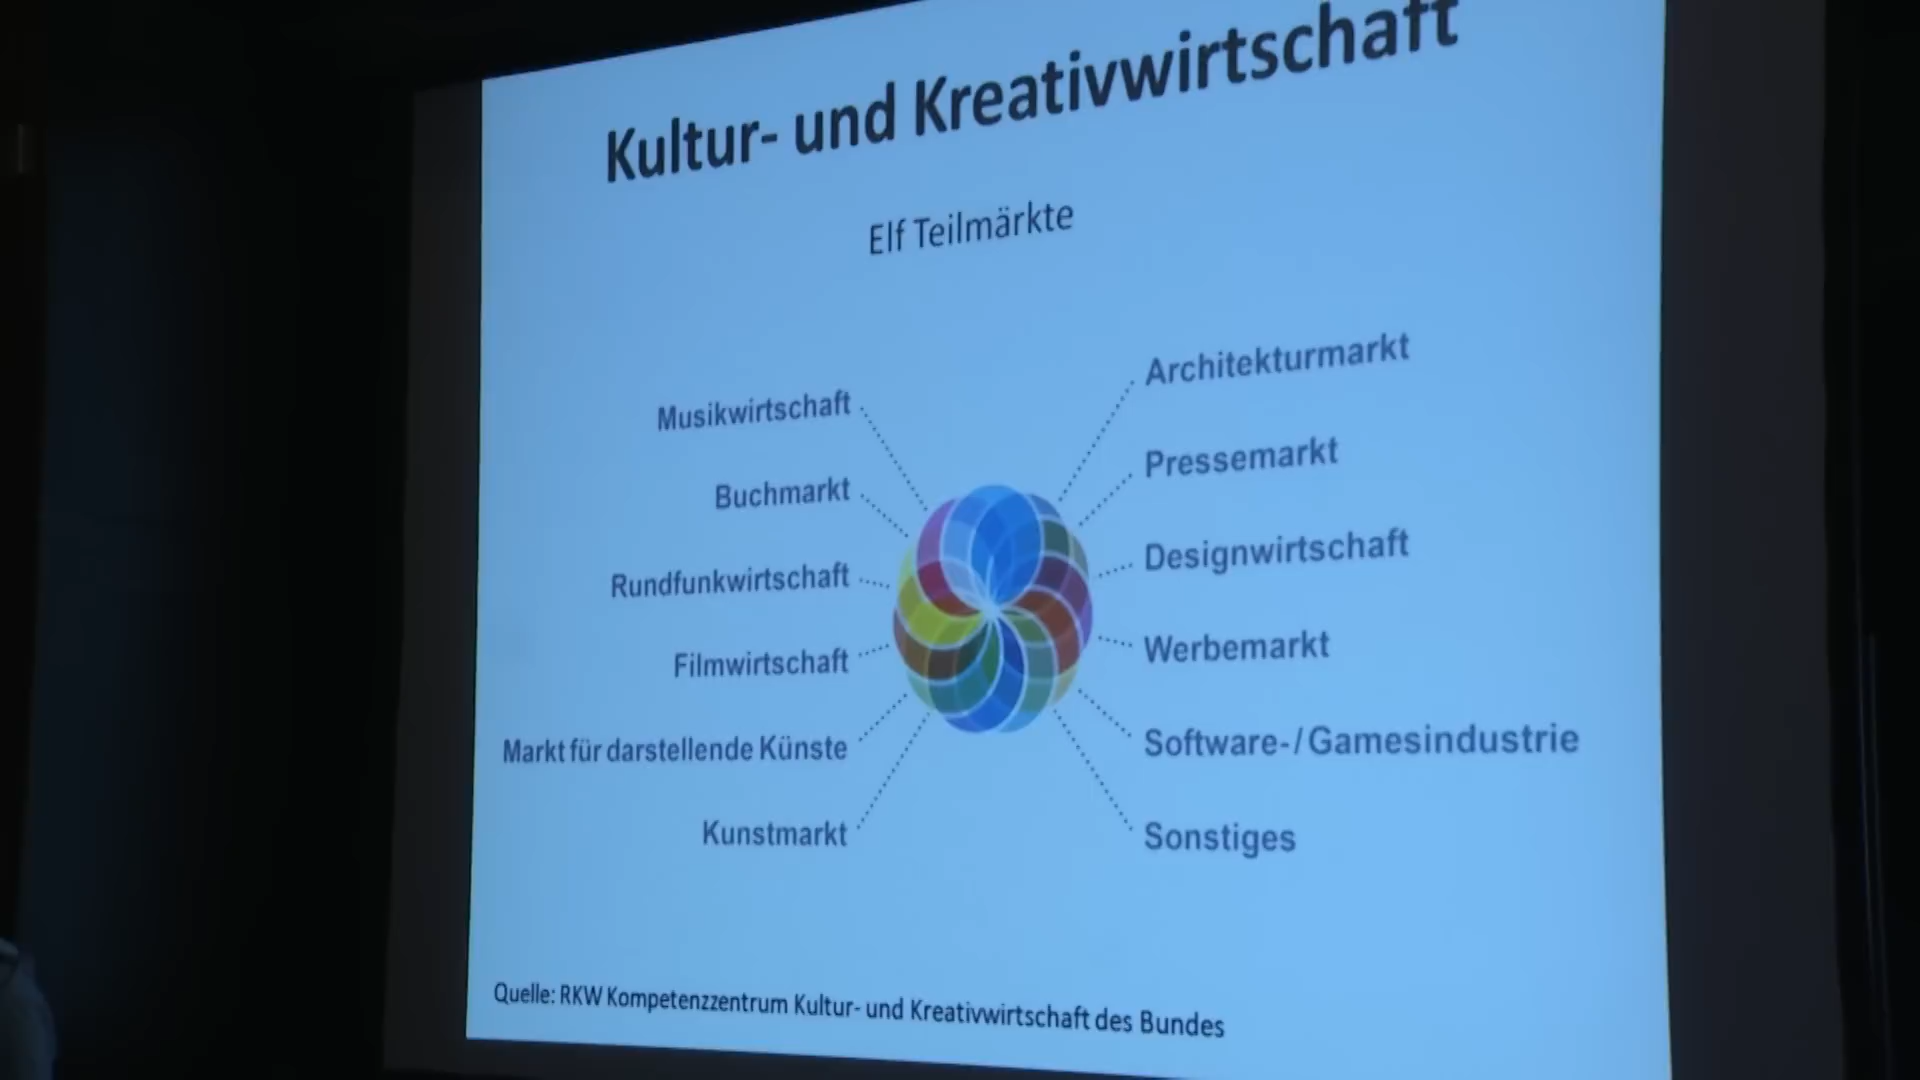 Kultur- und Kreativwirtschaft
Elf Teilmärkte
Musikwirtschaft
Buchmarkt
Rundfunkwirtschaft
Filmwirtschaft
Markt für darstellende Künste
Kunstmarkt
Architekturmarkt
Pressemarkt
Designwirtschaft
Werbemarkt
Software-/Gamesindustrie
Sonstiges
Quelle: RKW Kompetenzzentrum Kultur- und Kreativwirtschaft des Bundes